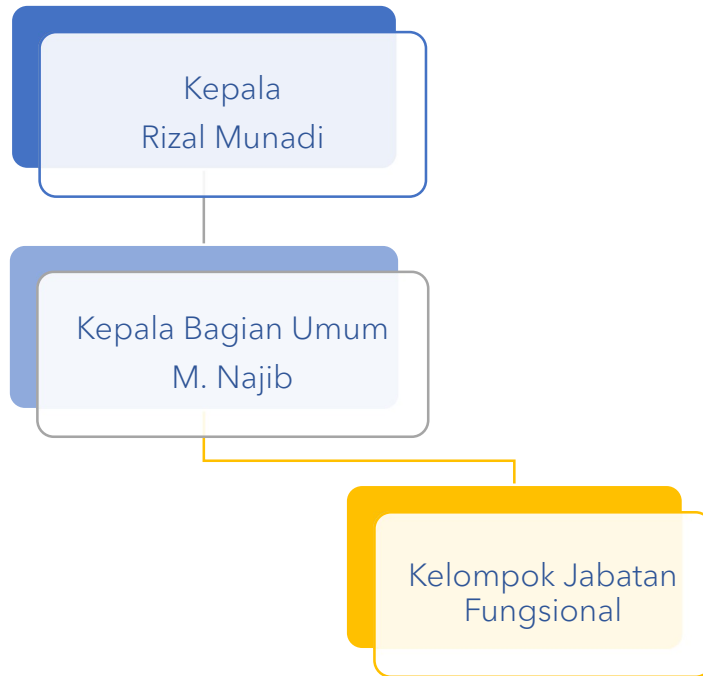 Kepala
Rizal Munadi
Kepala Bagian Umum
M. Najib
Kelompok Jabatan
Fungsional